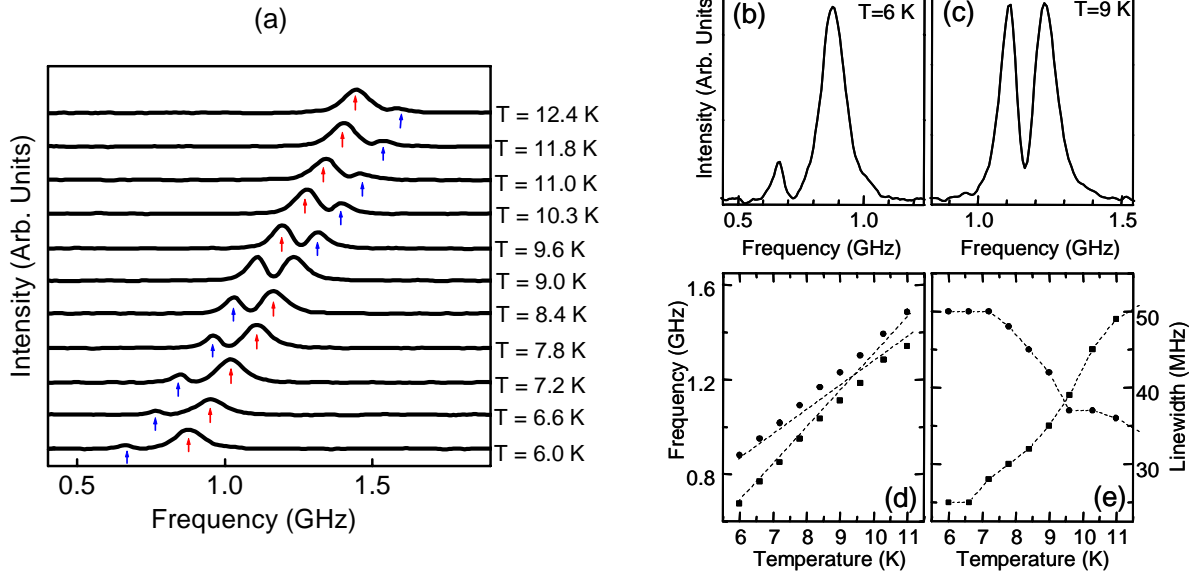 (a)
Intensity (Arb. Units)
T = 12.4 K
T = 11.8 K
T = 11.0 K
T = 10.3 K
T = 9.6 K
T = 9.0 K
T = 8.4 K
T = 7.8 K
T = 7.2 K
T = 6.6 K
T = 6.0 K
0.5 1.0 1.5
Frequency (GHz)
(b) T=6 K
Intensity (Arb. Units)
0.5 1.0
Frequency (GHz)
(c) T=9 K
1.0 1.5
Frequency (GHz)
Frequency (GHz)
1.6
1.2
0.8
(d)
6 7 8 9 10 11
Temperature (K)
(e)
50
40
30
Linewidth (MHz)
6 7 8 9 10 11
Temperature (K)